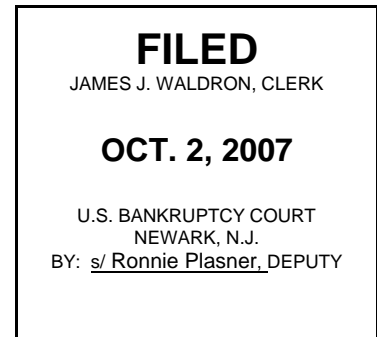 FILED
JAMES J. WALDRON, CLERK
OCT. 2, 2007
U.S. BANKRUPTCY COURT
NEWARK, N.J.
BY: s/ Ronnie Plasner, DEPUTY